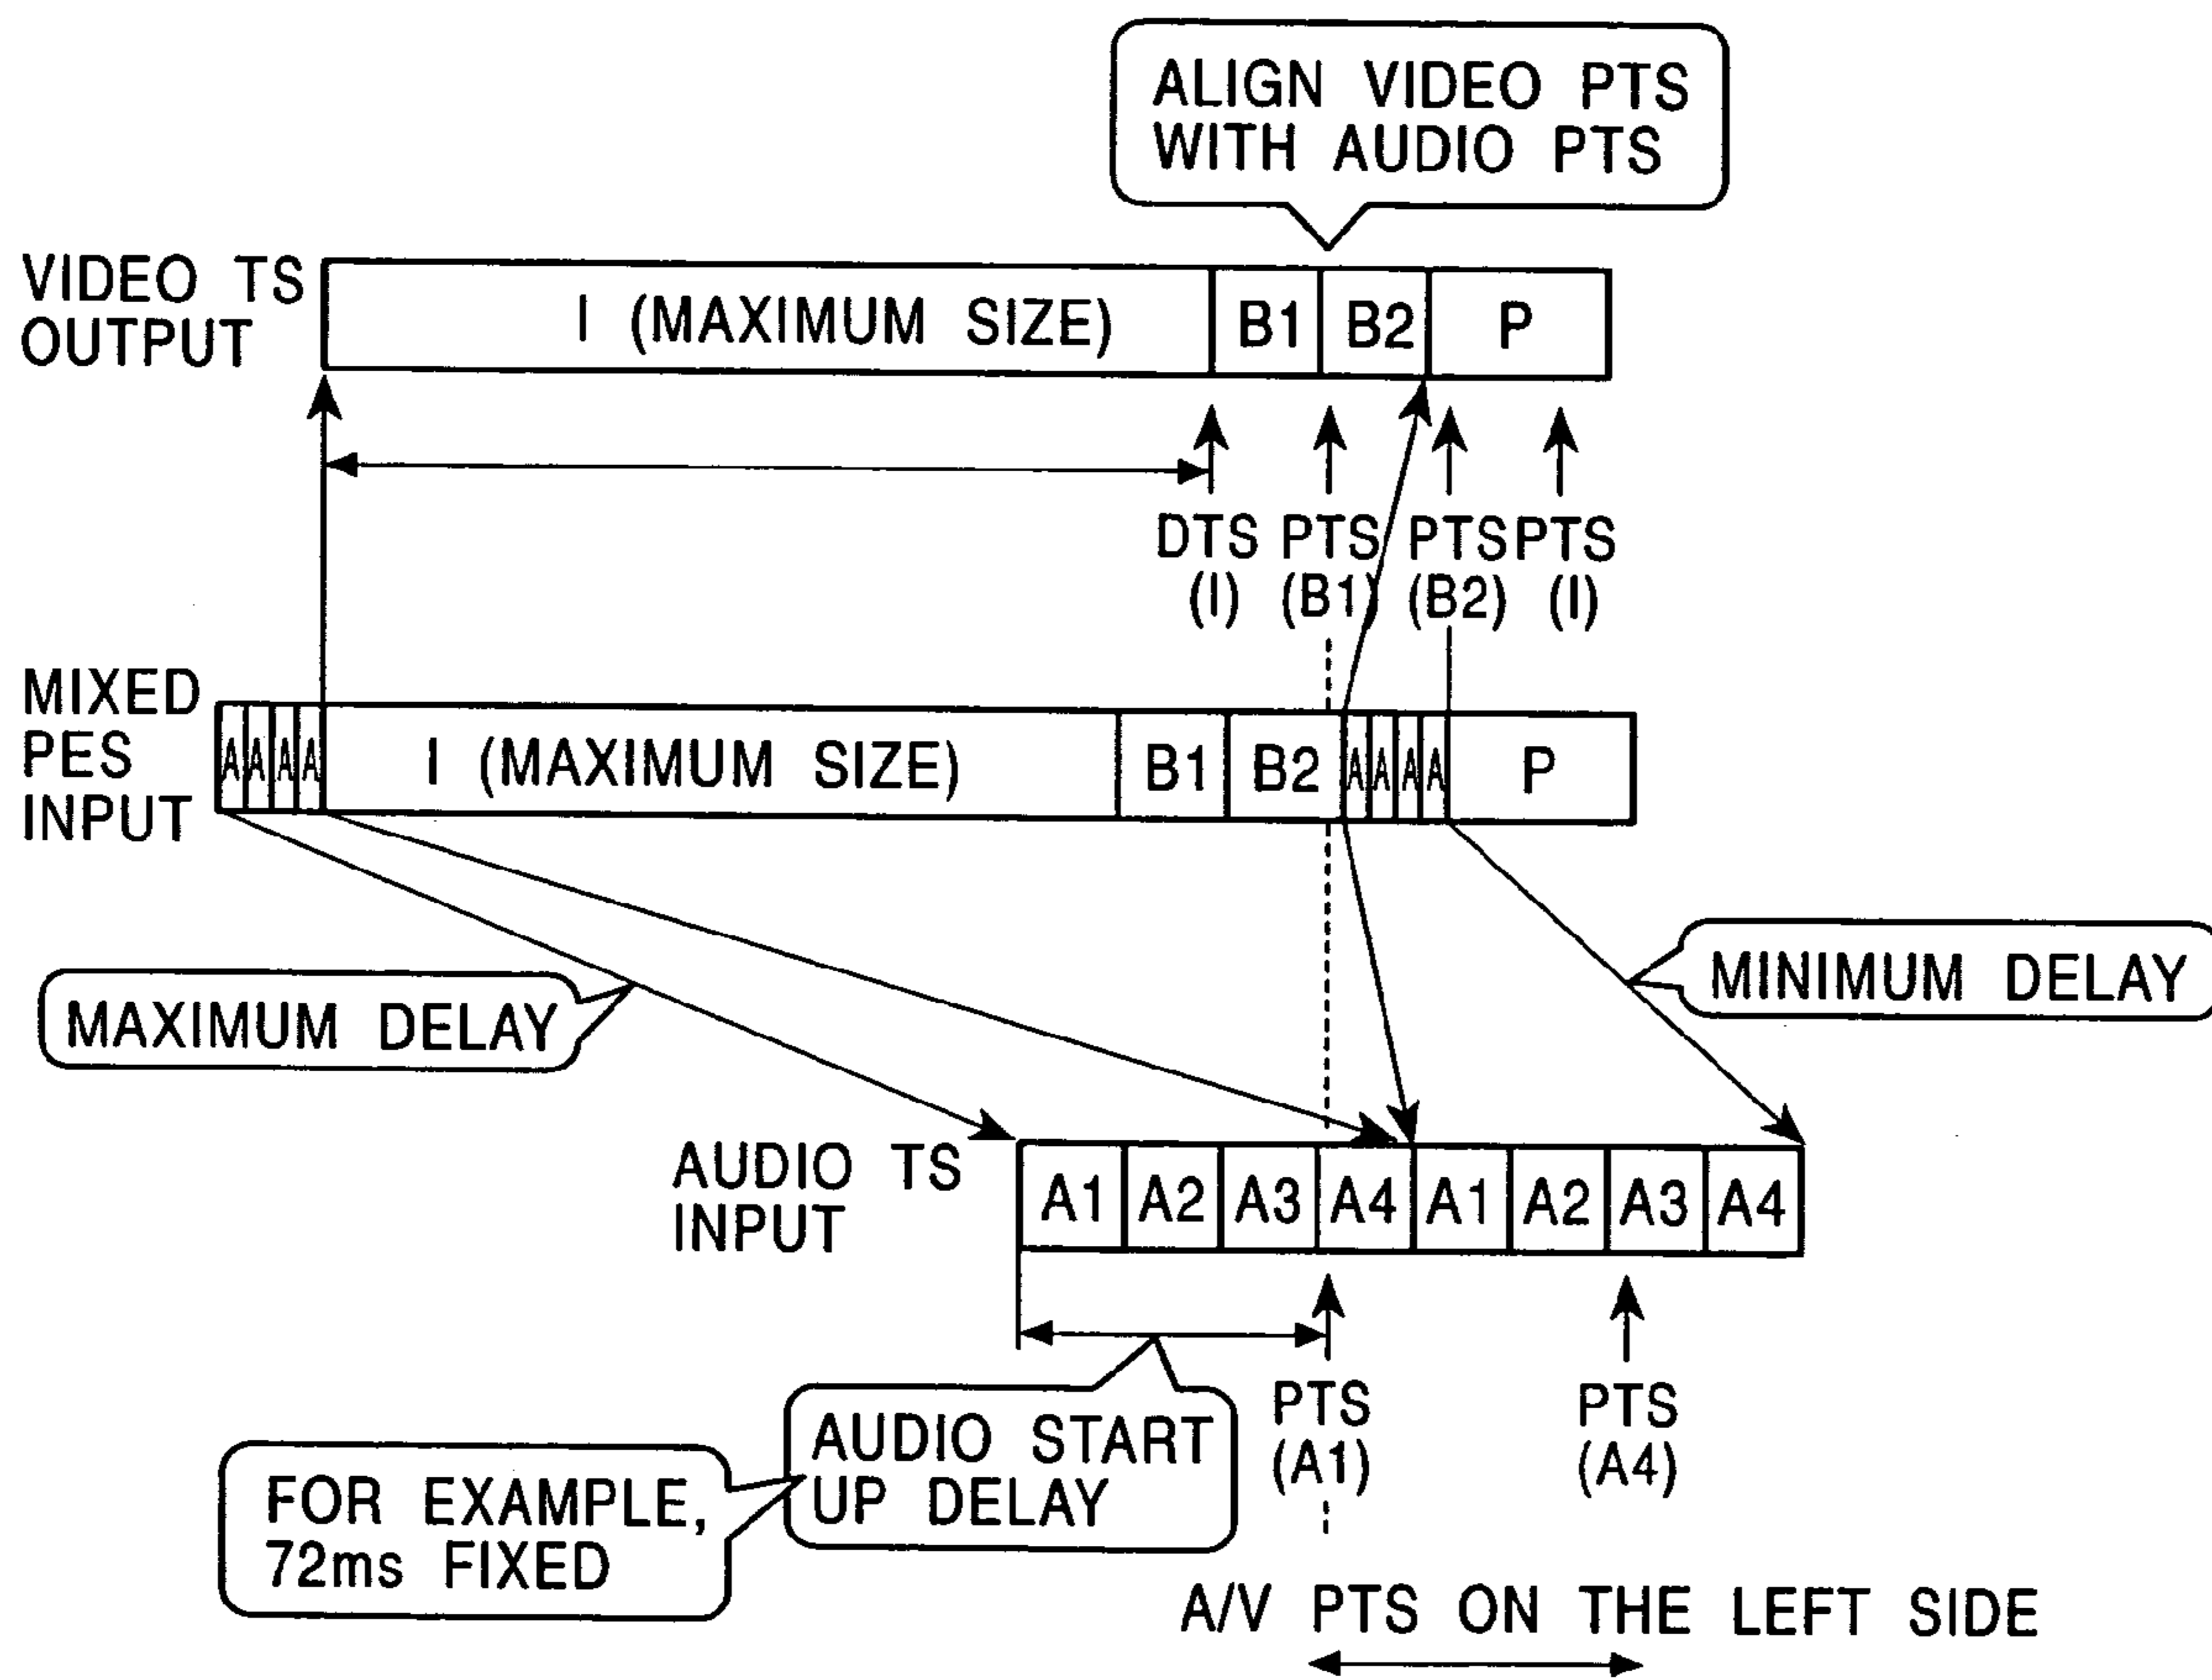 ALIGN VIDEO PTS
WITH AUDIO PTS
VIDEO TS
OUTPUT
I (MAXIMUM SIZE)
B1
B2
P
DTS
(I)
PTS
(B1)
PTS
(B2)
PTS
(I)
MIXED
PES
INPUT
A
A
A
A
I (MAXIMUM SIZE)
B1
B2
A
A
A
A
P
MAXIMUM DELAY
MINIMUM DELAY
AUDIO TS
INPUT
A1
A2
A3
A4
A1
A2
A3
A4
PTS
(A1)
PTS
(A4)
AUDIO START
UP DELAY
FOR EXAMPLE,
72ms FIXED
A/V PTS ON THE LEFT SIDE